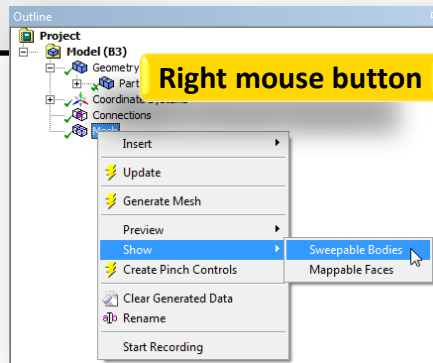 Outline
Project
Model (B3)
Geometry
Part
Right mouse button
Coordinate Systems
Connections
Mesh
Insert
Update
Generate Mesh
Preview
Show
Sweepable Bodies
Create Pinch Controls
Mappable Faces
Clear Generated Data
Rename
Start Recording